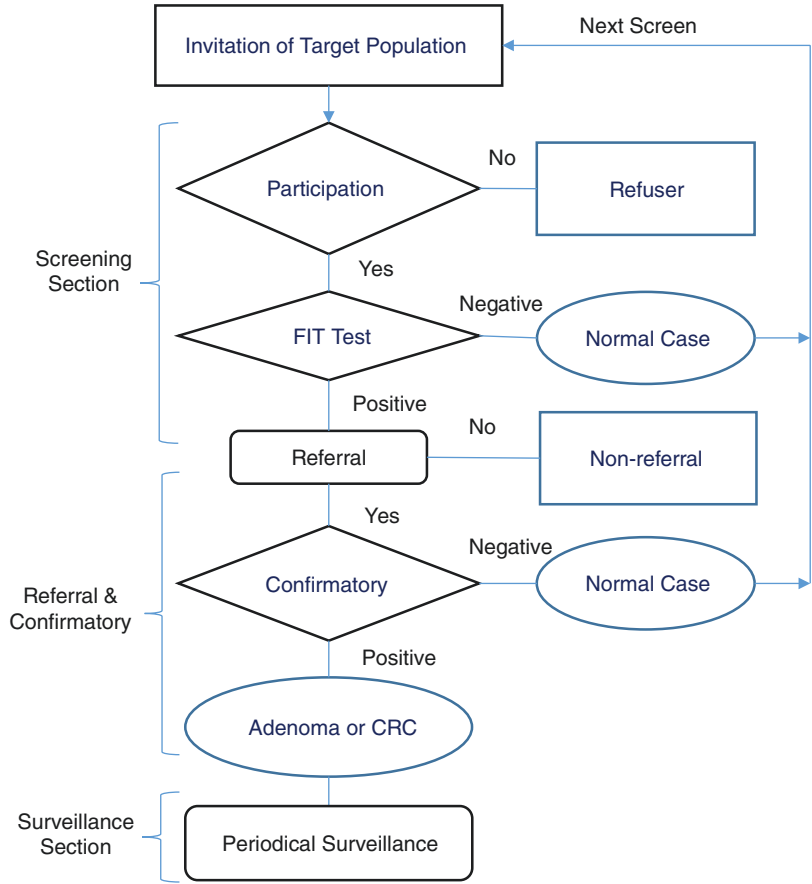 Invitation of Target Population
Next Screen
Participation
No
Refuser
Screening
Section
Yes
FIT Test
Negative
Normal Case
Positive
Referral
No
Non-referral
Yes
Referral &
Confirmatory
Confirmatory
Negative
Normal Case
Positive
Adenoma or CRC
Surveillance
Section
Periodical Surveillance